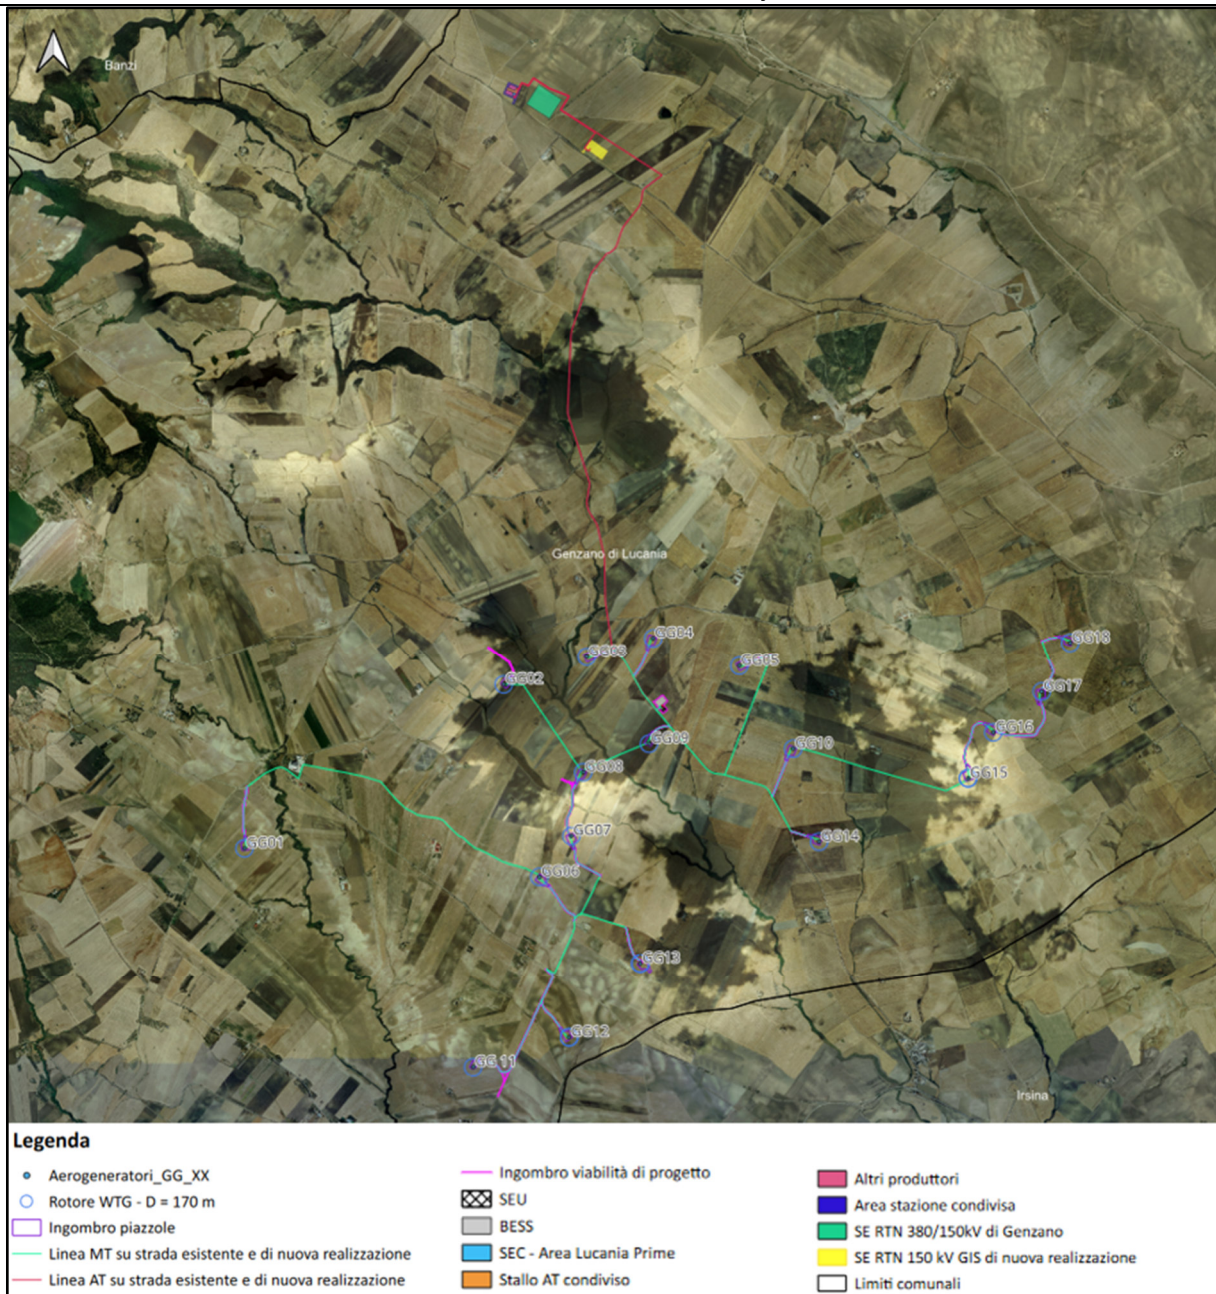 Banzi
Genzano di Lucania
GG04
GG03
GG18
GG05
GG02
GG17
GG16
GG09
GG10
GG08
GG15
GG07
GG14
GG01
GG06
GG13
GG12
GG 11
Irsina
Legenda
Aerogeneratori_GG_XX
Rotore WTG - D = 170 m
Ingombro piazzole
Linea MT su strada esistente e di nuova realizzazione
Linea AT su strada esistente e di nuova realizzazione
Ingombro viabilità di progetto
SEU
BESS
SEC - Area Lucania Prime
Stallo AT condiviso
Altri produttori
Area stazione condivisa
SE RTN 380/150kV di Genzano
SE RTN 150 kV GIS di nuova realizzazione
Limiti comunali